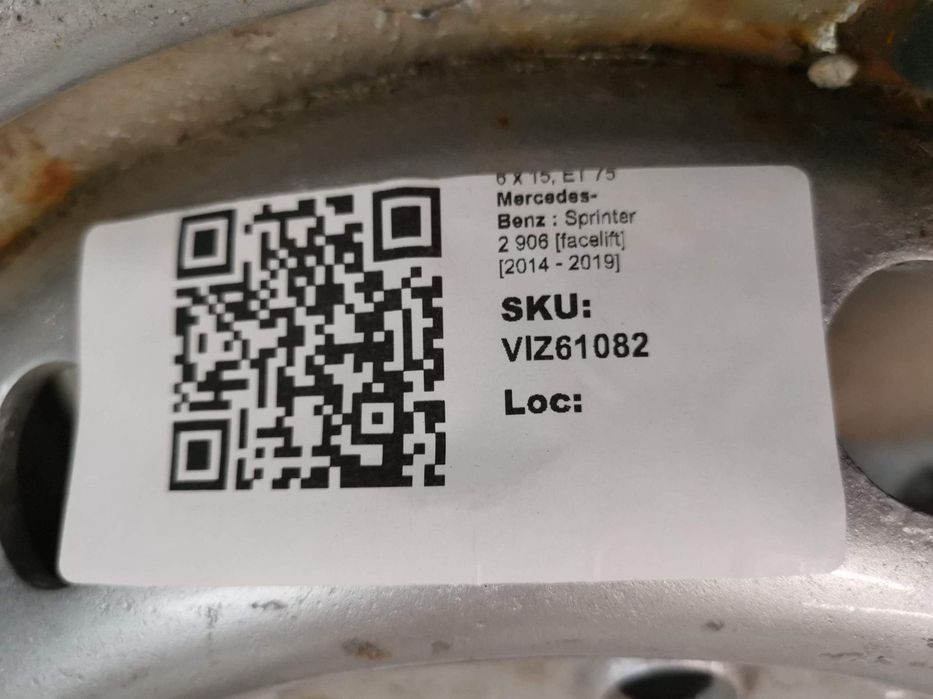 6 x 15, ET 75
Mercedes-
Benz : Sprinter
2 906 [facelift]
[2014 - 2019]
SKU:
VIZ61082
Loc: